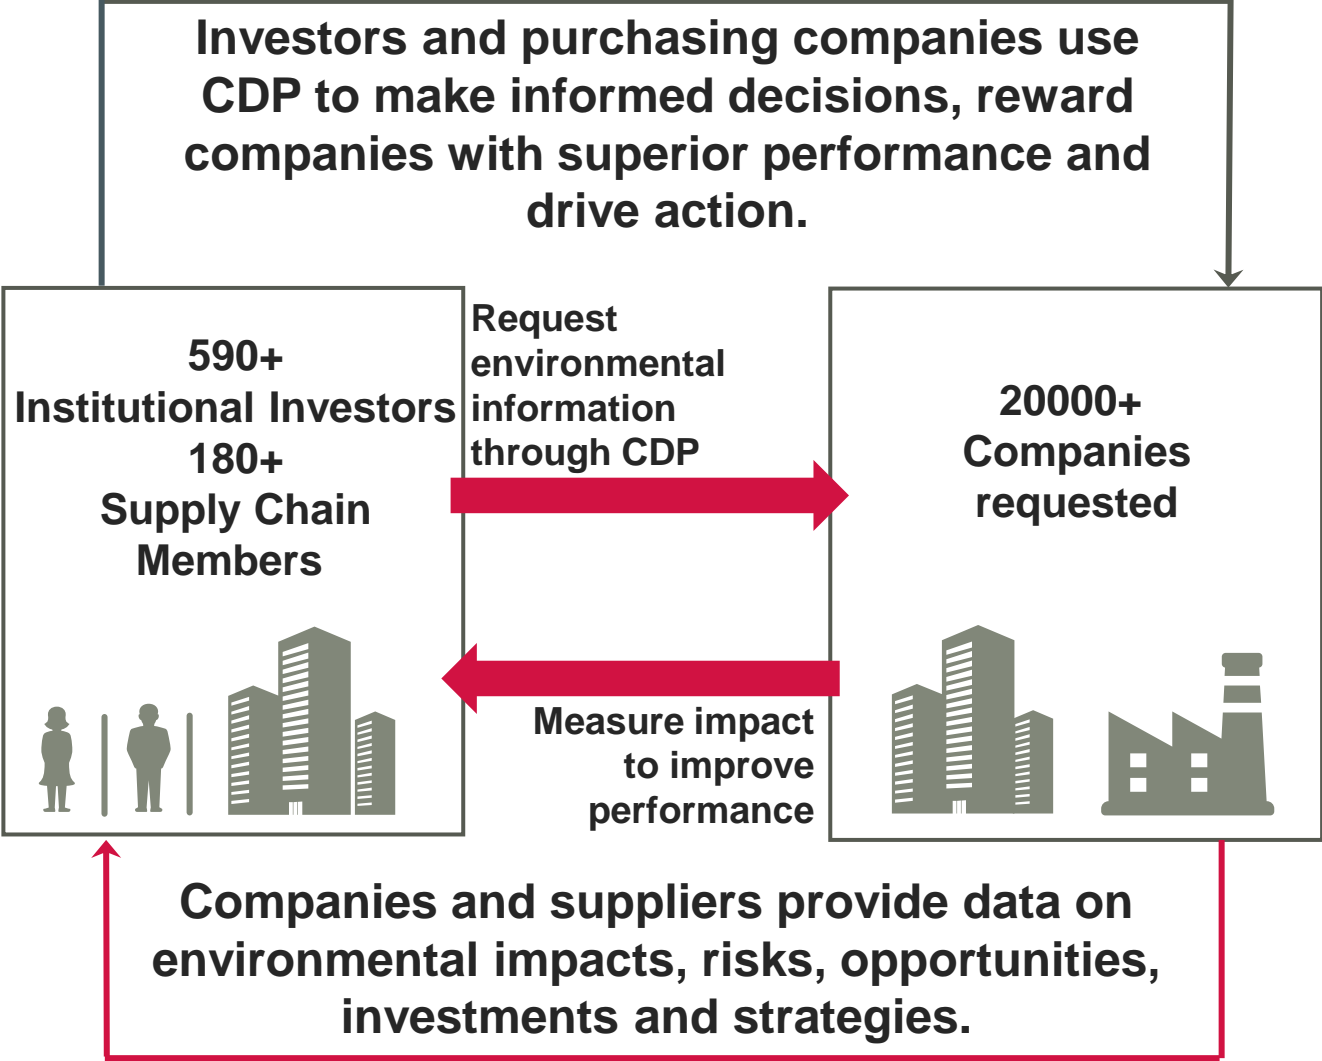 Investors and purchasing companies use
CDP to make informed decisions, reward
companies with superior performance and
drive action.
590+
Institutional Investors
180+
Supply Chain
Members
Request
environmental
information
through CDP
20000+
Companies
requested
Measure impact
to improve
performance
Companies and suppliers provide data on
environmental impacts, risks, opportunities,
investments and strategies.